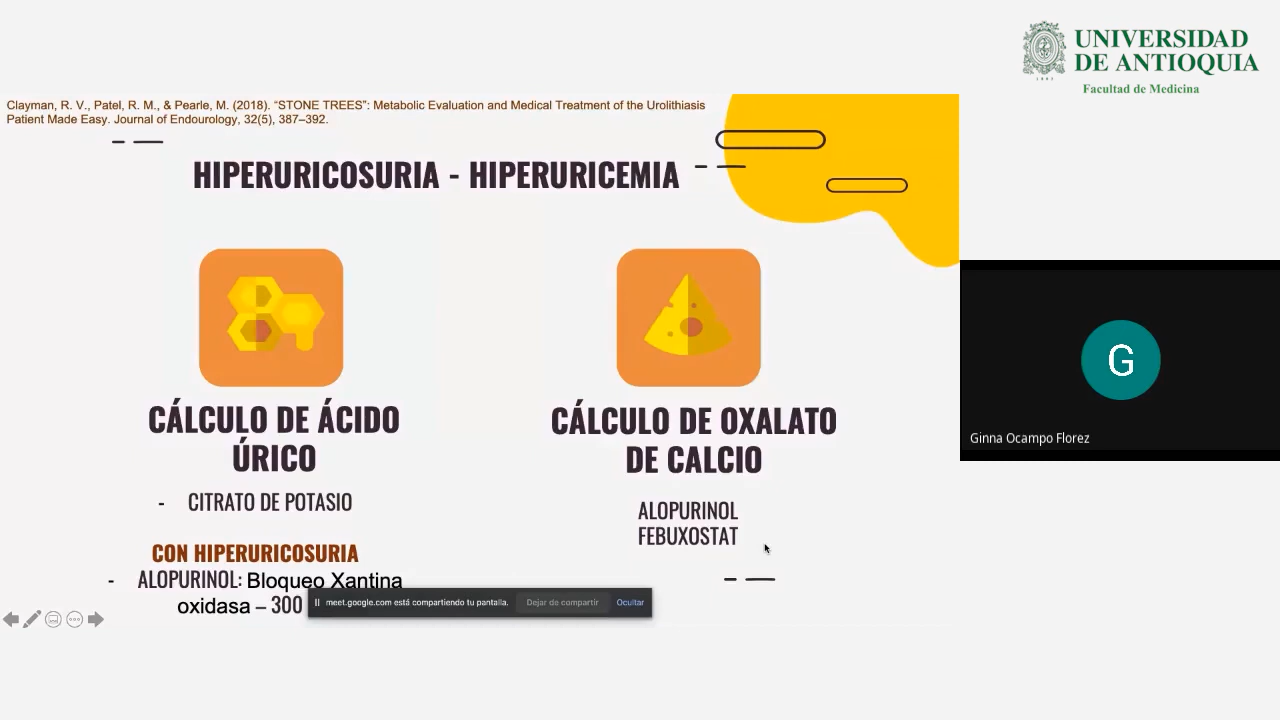 UNIVERSIDAD
DE ANTIOQUIA
1803
Facultad de Medicina
Clayman, R. V., Patel, R. M., & Pearle, M. (2018). “STONE TREES”: Metabolic Evaluation and Medical Treatment of the Urolithiasis
Patient Made Easy. Journal of Endourology, 32(5), 387–392.
HIPERURICOSURIA - HIPERURICEMIA
CÁLCULO DE ÁCIDO
ÚRICO
- CITRATO DE POTASIO
CON HIPERURICOSURIA
- ALOPURINOL: Bloqueo Xantina
oxidasa – 300
CÁLCULO DE OXALATO
DE CALCIO
ALOPURINOL
FEBUXOSTAT
meet.google.com está compartiendo tu pantalla.
Dejar de compartir
Ocultar
G
Ginna Ocampo Florez